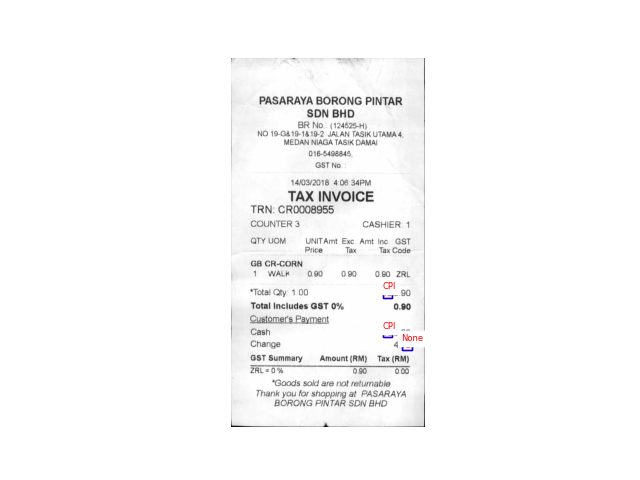 PASARAYA BORONG PINTAR
SDN BHD
BR No. (124525-H)
NO 19-G&19-1&19-2 JALAN TASIK UTAMA 4,
MEDAN NIAGA TASIK DAMAI
016-5498845,
GST No. :
14/03/2018 4:06:34PM
TAX INVOICE
TRN: CR0008955
COUNTER 3 CASHIER: 1
QTY UOM UNIT Amt Exc. Amt Inc. GST
Price Tax Tax Code
GB CR-CORN
1 WALK 0.90 0.90 0.90 ZRL
CPI
*Total Qty: 1.00 .90
Total Includes GST 0% 0.90
Customer's Payment
CPI
Cash
None
Change 4
GST Summary Amount (RM) Tax (RM)
ZRL = 0 % 0.90 0.00
*Goods sold are not returnable
Thank you for shopping at PASARAYA
BORONG PINTAR SDN BHD